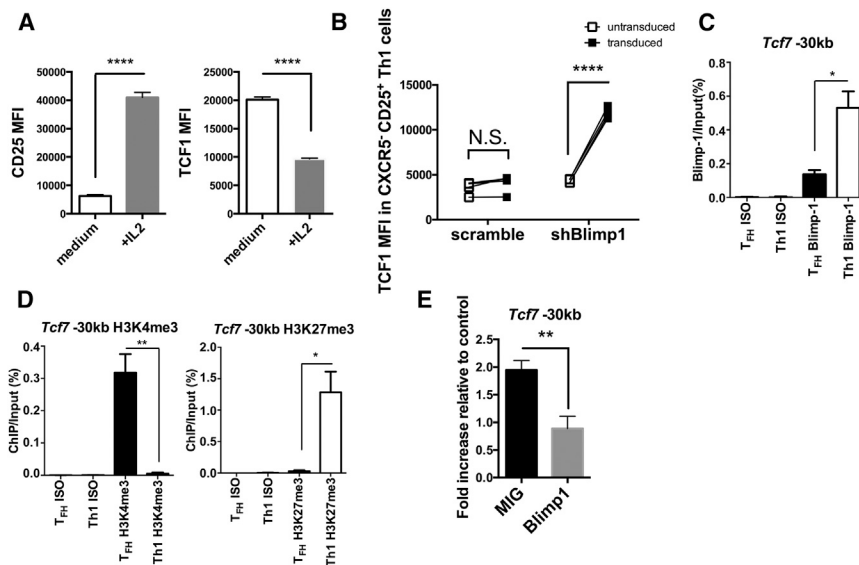 A
CD25 MFI
50000
40000
30000
20000
10000
0
****
medium
+IL2
TCF1 MFI
25000
20000
15000
10000
5000
0
****
medium
+IL2
B
TCF1 MFI in CXCR5- CD25+ Th1 cells
untransduced
transduced
15000
10000
5000
0
N.S.
****
scramble
shBlimp1
C
Tcf7 -30kb
Blimp-1/Input(%)
0.8
0.6
0.4
0.2
0.0
*
TFH ISO
Th1 ISO
TFH Blimp-1
Th1 Blimp-1
D
Tcf7 -30kb H3K4me3
ChIP/Input (%)
0.4
0.3
0.2
0.1
0.0
**
TFH ISO
Th1 ISO
TFH H3K4me3
Th1 H3K4me3
Tcf7 -30kb H3K27me3
ChIP/Input (%)
2.0
1.5
1.0
0.5
0.0
*
TFH ISO
Th1 ISO
TFH H3K27me3
Th1 H3K27me3
E
Tcf7 -30kb
Fold increase relative to control
2.5
2.0
1.5
1.0
0.5
0.0
**
MIG
Blimp1